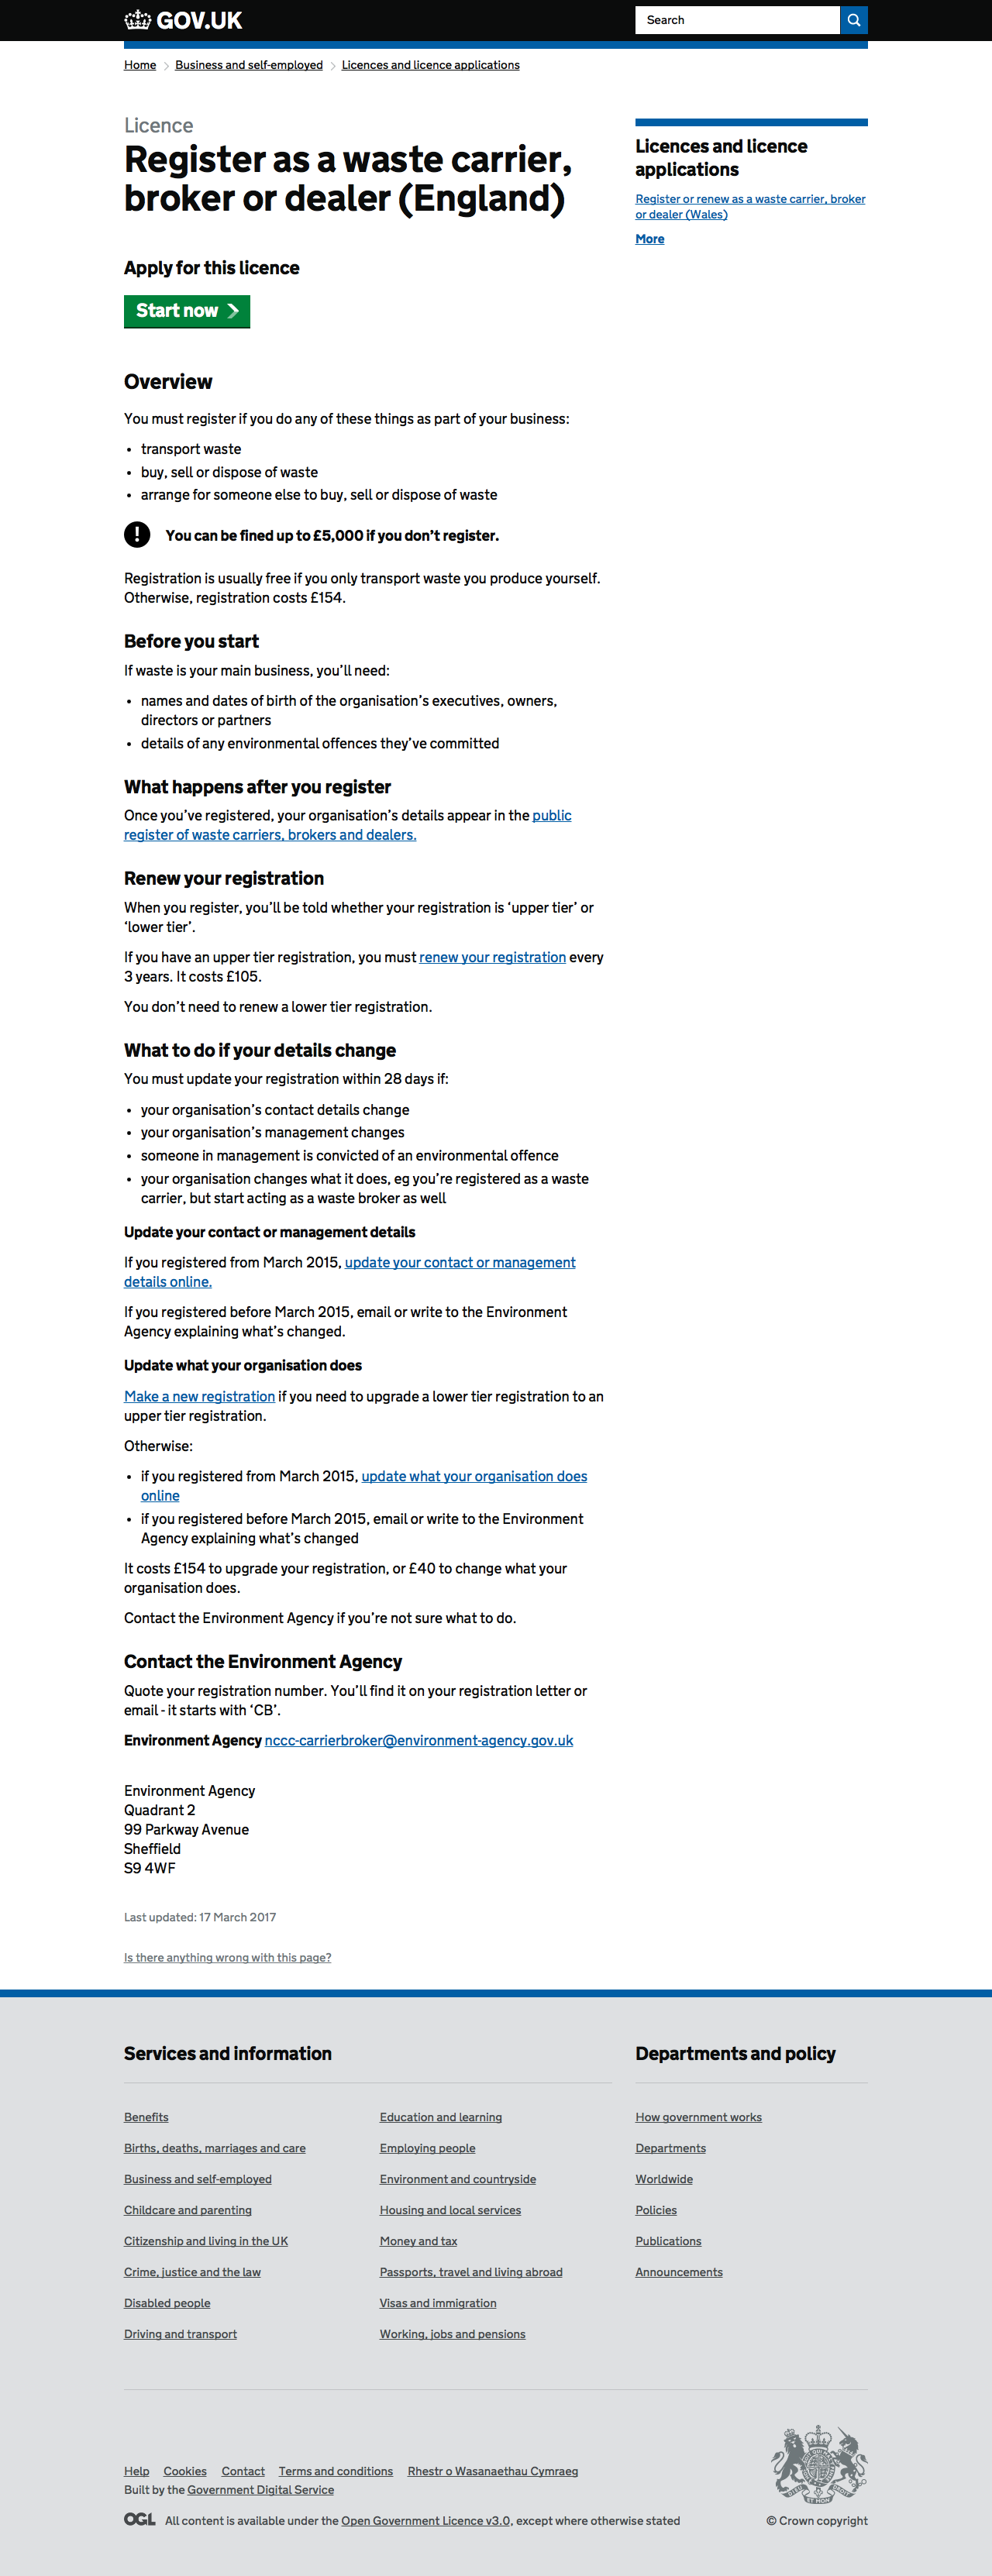 GOV.UK
Search
Home
Business and self-employed
Licences and licence applications
Licence
Register as a waste carrier,
broker or dealer (England)
Licences and licence
applications
Register or renew as a waste carrier, broker
or dealer (Wales)
More
Apply for this licence
Start now
Overview
You must register if you do any of these things as part of your business:
• transport waste
• buy, sell or dispose of waste
• arrange for someone else to buy, sell or dispose of waste
! You can be fined up to £5,000 if you don’t register.
Registration is usually free if you only transport waste you produce yourself.
Otherwise, registration costs £154.
Before you start
If waste is your main business, you’ll need:
• names and dates of birth of the organisation’s executives, owners,
directors or partners
• details of any environmental offences they’ve committed
What happens after you register
Once you’ve registered, your organisation’s details appear in the public
register of waste carriers, brokers and dealers.
Renew your registration
When you register, you’ll be told whether your registration is ‘upper tier’ or
‘lower tier’.
If you have an upper tier registration, you must renew your registration every
3 years. It costs £105.
You don’t need to renew a lower tier registration.
What to do if your details change
You must update your registration within 28 days if:
• your organisation’s contact details change
• your organisation’s management changes
• someone in management is convicted of an environmental offence
• your organisation changes what it does, eg you’re registered as a waste
carrier, but start acting as a waste broker as well
Update your contact or management details
If you registered from March 2015, update your contact or management
details online.
If you registered before March 2015, email or write to the Environment
Agency explaining what’s changed.
Update what your organisation does
Make a new registration if you need to upgrade a lower tier registration to an
upper tier registration.
Otherwise:
• if you registered from March 2015, update what your organisation does
online
• if you registered before March 2015, email or write to the Environment
Agency explaining what’s changed
It costs £154 to upgrade your registration, or £40 to change what your
organisation does.
Contact the Environment Agency if you’re not sure what to do.
Contact the Environment Agency
Quote your registration number. You’ll find it on your registration letter or
email - it starts with ‘CB’.
Environment Agency nccc-carrierbroker@environment-agency.gov.uk
Environment Agency
Quadrant 2
99 Parkway Avenue
Sheffield
S9 4WF
Last updated: 17 March 2017
Is there anything wrong with this page?
Services and information
Benefits
Births, deaths, marriages and care
Business and self-employed
Childcare and parenting
Citizenship and living in the UK
Crime, justice and the law
Disabled people
Driving and transport
Education and learning
Employing people
Environment and countryside
Housing and local services
Money and tax
Passports, travel and living abroad
Visas and immigration
Working, jobs and pensions
Departments and policy
How government works
Departments
Worldwide
Policies
Publications
Announcements
Help Cookies Contact Terms and conditions Rhestr o Wasanaethau Cymraeg
Built by the Government Digital Service
OGL All content is available under the Open Government Licence v3.0, except where otherwise stated
© Crown copyright